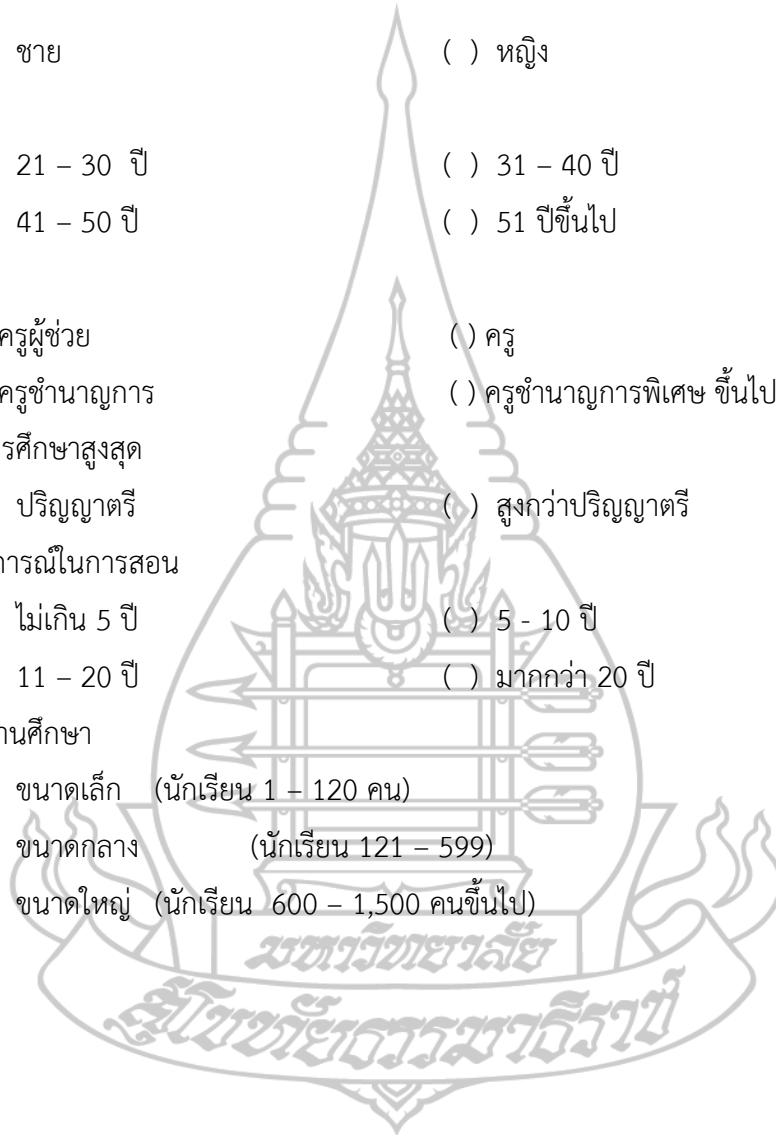 ชาย ( ) หญิง
21 – 30 ปี ( ) 31 – 40 ปี
41 – 50 ปี ( ) 51 ปีขึ้นไป
ครูผู้ช่วย ( ) ครู
ครูชำนาญการ ( ) ครูชำนาญการพิเศษ ขึ้นไป
รศึกษาสูงสุด
ปริญญาตรี ( ) สูงกว่าปริญญาตรี
การณ์ในการสอน
ไม่เกิน 5 ปี ( ) 5 - 10 ปี
11 – 20 ปี ( ) มากกว่า 20 ปี
านศึกษา
ขนาดเล็ก (นักเรียน 1 – 120 คน)
ขนาดกลาง (นักเรียน 121 – 599)
ขนาดใหญ่ (นักเรียน 600 – 1,500 คนขึ้นไป)
มหาวิทยาลัย
สุโขทัยธรรมาธิราช